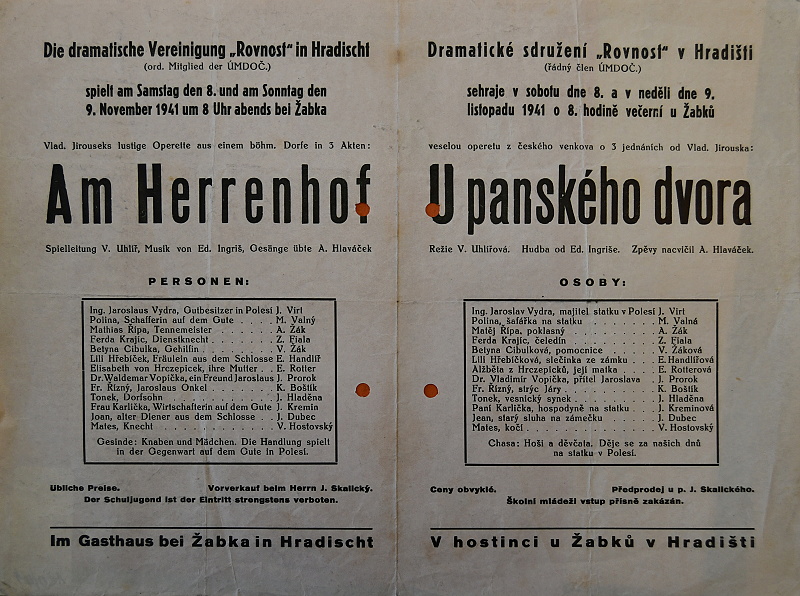 Die dramatische Vereinigung „Rovnost" in Hradischt
(ord. Mitglied der ÚMDOČ.)
spielt am Samstag den 8. und am Sonntag den
9. November 1941 um 8 Uhr abends bei Žabka
Vlad. Jirouseks lustige Operette aus einem böhm. Dorfe in 3 Akten:
Am Herrenhof
Spielleitung V. Uhlíř, Musik von Ed. Ingriš, Gesänge übte A. Hlaváček
PERSONEN:
Ing. Jaroslaus Vydra, Gutbesitzer in Polesí J. Virt
Polina, Schafferin auf dem Gute . . . . M. Valný
Mathias Řípa, Tennemeister . . . . . . A. Žák
Ferda Krajíc, Dienstknecht . . . . . . Z. Fiala
Betyna Cibulka, Gehilfin . . . . . . . V. Žák
Lili Hřebíček, Fräulein aus dem Schlosse E. Handlíř
Elisabeth von Hrczepicek, ihre Mutter . . E. Rotter
Dr. Waldemar Vopička, ein Freund Jaroslaus J. Prorok
Fr. Řízný, Jaroslaus Onkel . . . . . . K. Boštík
Tonek, Dorfsohn . . . . . . . . . . J. Hladěna
Frau Karlička, Wirtschafterin auf dem Gute J. Kremin
Joan, alter Diener aus dem Schlosse . . J. Dubec
Mates, Knecht . . . . . . . . . . . V. Hostovský
Gesinde: Knaben und Mädchen. Die Handlung spielt
in der Gegenwart auf dem Gute in Polesí.
Übliche Preise. Vorverkauf beim Herrn J. Skalický.
Der Schuljugend ist der Eintritt strengstens verboten.
Im Gasthaus bei Žabka in Hradischt
Dramatické sdružení „Rovnost" v Hradišti
(řádný člen ÚMDOČ.)
sehraje v sobotu dne 8. a v neděli dne 9.
listopadu 1941 o 8. hodině večerní u Žabků
veselou operetu z českého venkova o 3 jednáních od Vlad. Jirouska:
U panského dvora
Režie V. Uhlířová. Hudba od Ed. Ingriše. Zpěvy nacvičil A. Hlaváček.
OSOBY:
Ing. Jaroslav Vydra, majitel statku v Polesí J. Virt
Polina, šafářka na statku . . . . . . . M. Valná
Matěj Řípa, poklasný . . . . . . . . . A. Žák
Ferda Krajíc, čeledín . . . . . . . . . Z. Fiala
Betyna Cibulková, pomocnice . . . . . V. Žáková
Lili Hřebíčková, slečinka ze zámku . . . E. Handlířová
Alžběta z Hrczepicků, její matka . . . . E. Rotterová
Dr. Vladimír Vopička, přítel Jaroslava . J. Prorok
Fr. Řízný, strýc Járy . . . . . . . . . K. Boštík
Tonek, vesnický synek . . . . . . . . J. Hladěna
Paní Karlička, hospodyně na statku . . . J. Kremínová
Jean, starý sluha na zámečku . . . . . J. Dubec
Mates, kočí . . . . . . . . . . . . . V. Hostovský
Chasa: Hoši a děvčata. Děje se za našich dnů
na statku v Polesí.
Ceny obvyklé. Předprodej u p. J. Skalického.
Školní mládeži vstup přísně zakázán.
V hostinci u Žabků v Hradišti